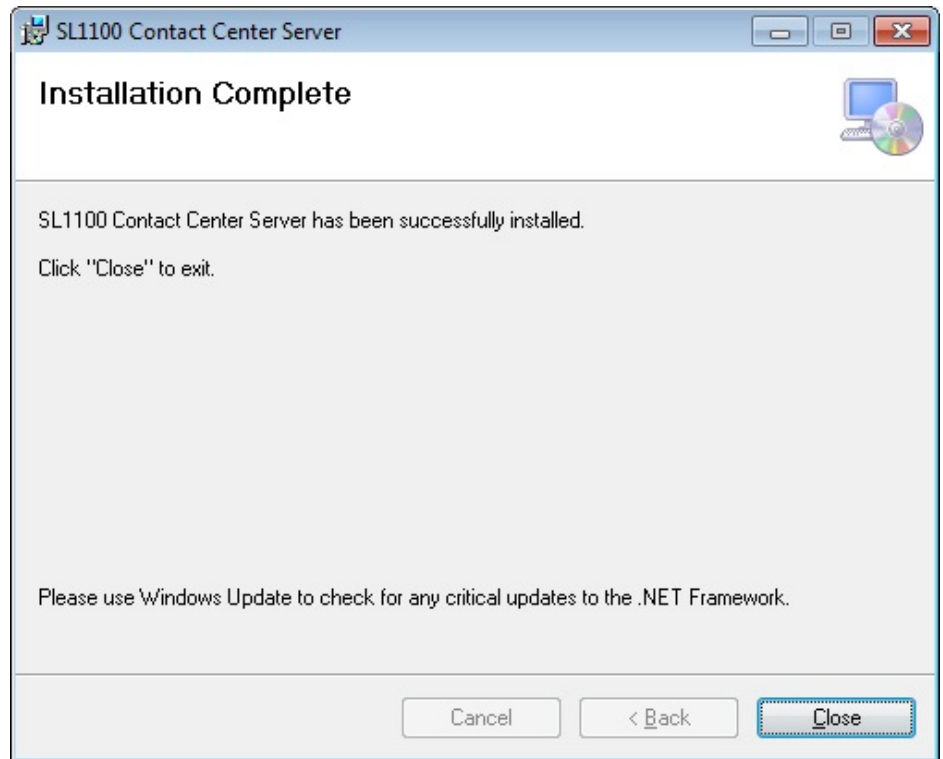 SL1100 Contact Center Server
Installation Complete
SL1100 Contact Center Server has been successfully installed.
Click "Close" to exit.
Please use Windows Update to check for any critical updates to the .NET Framework.
Cancel
< Back
Close